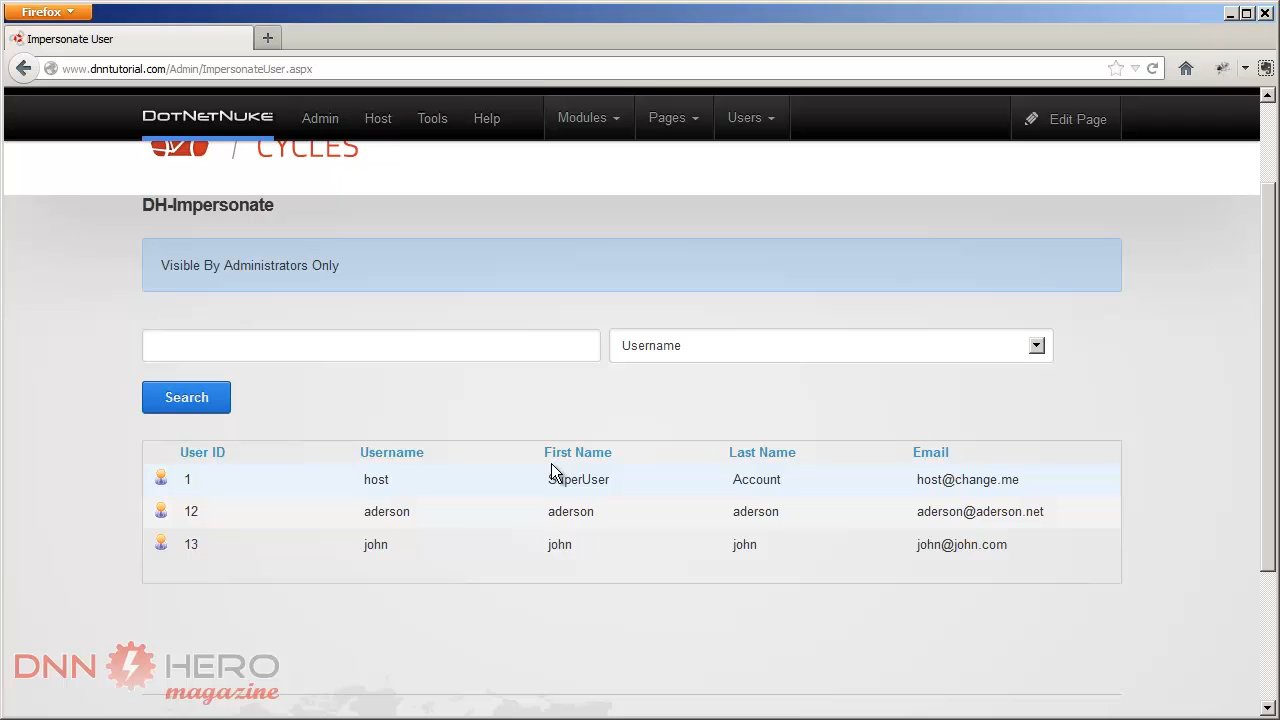 Firefox
Impersonate User
www.dnntutorial.com/Admin/ImpersonateUser.aspx
DOTNETNUKE Admin Host Tools Help Modules Pages Users Edit Page
/ CYCLES
DH-Impersonate
Visible By Administrators Only
Username
Search
User ID Username First Name Last Name Email
1 host SuperUser Account host@change.me
12 aderson aderson aderson aderson@aderson.net
13 john john john john@john.com
DNN HERO
magazine